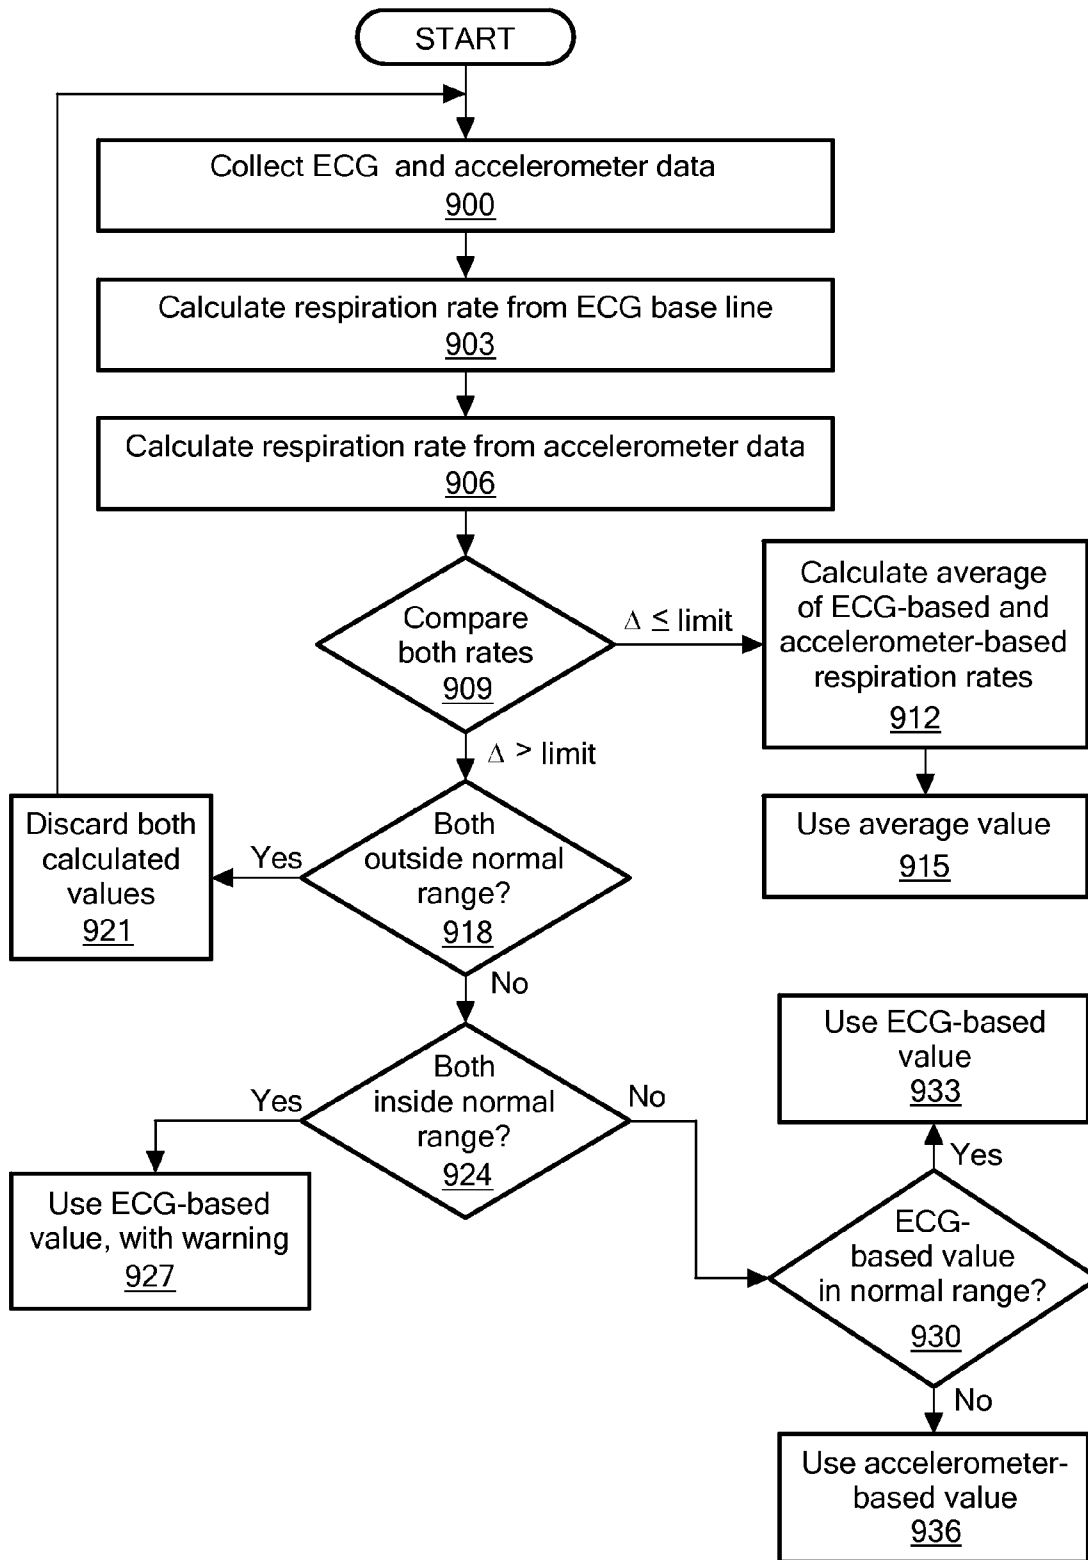 START
Collect ECG and accelerometer data
900
Calculate respiration rate from ECG base line
903
Calculate respiration rate from accelerometer data
906
Compare
both rates
909
Δ ≤ limit
Calculate average
of ECG-based and
accelerometer-based
respiration rates
912
Δ > limit
Use average value
915
Discard both
calculated
values
921
Yes
Both
outside normal
range?
918
No
Both
inside normal
range?
924
Yes
No
Use ECG-based
value, with warning
927
Use ECG-based
value
933
Yes
ECG-
based value
in normal range?
930
No
Use accelerometer-
based value
936